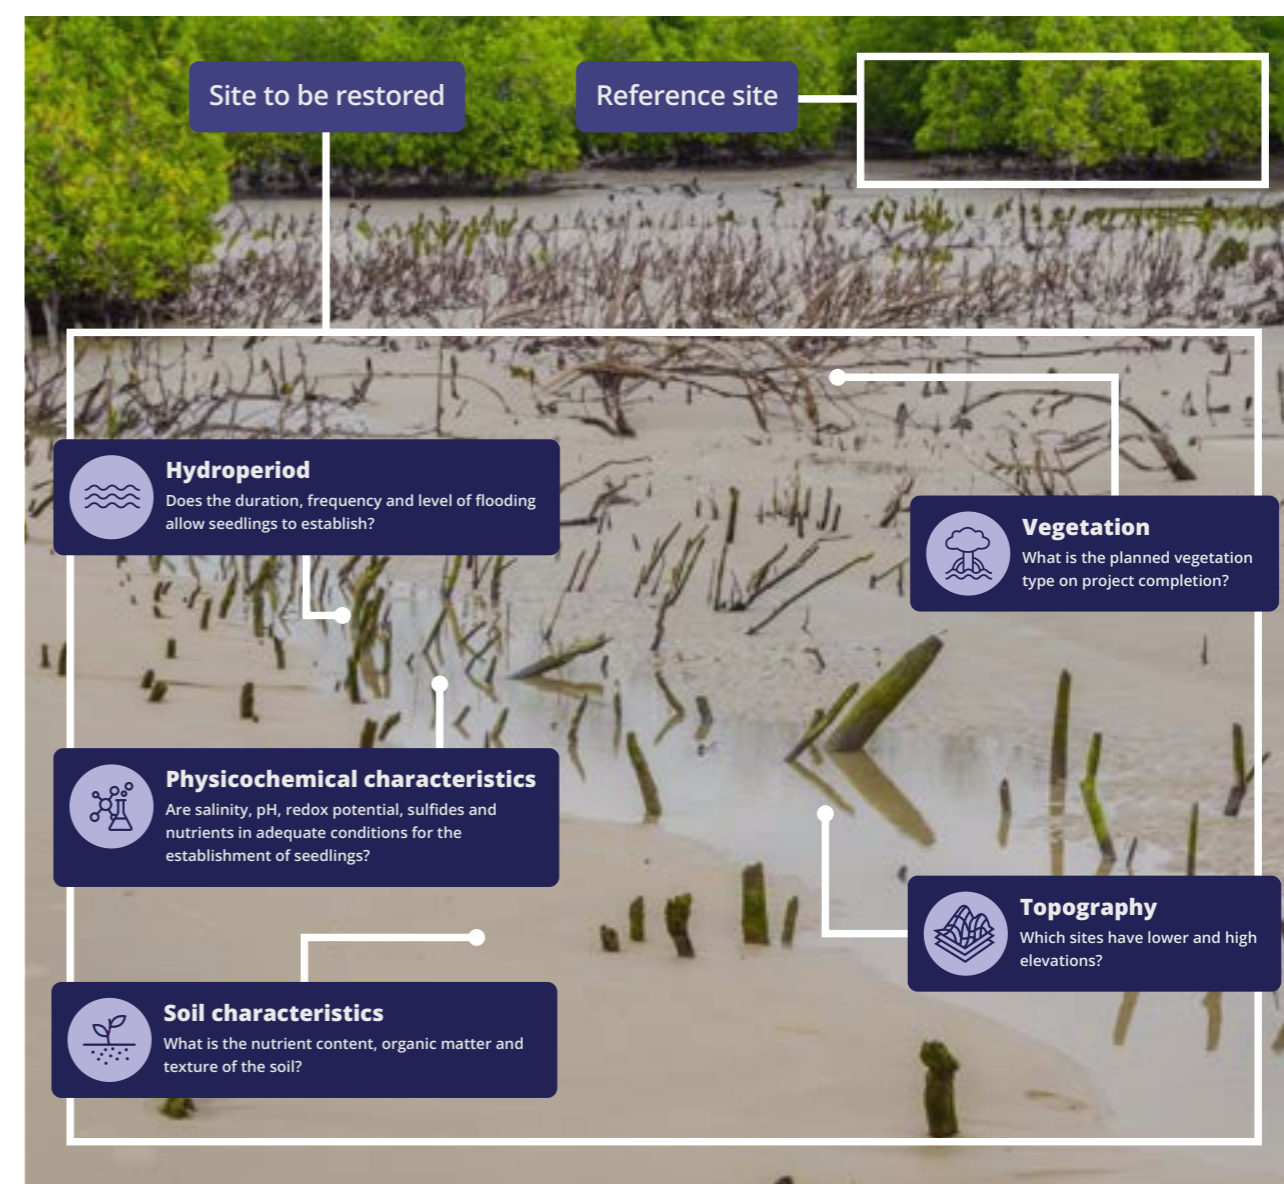 Site to be restored
Reference site
Hydroperiod
Does the duration, frequency and level of flooding
allow seedlings to establish?
Vegetation
What is the planned vegetation
type on project completion?
Physicochemical characteristics
Are salinity, pH, redox potential, sulfides and
nutrients in adequate conditions for the
establishment of seedlings?
Topography
Which sites have lower and high
elevations?
Soil characteristics
What is the nutrient content, organic matter and
texture of the soil?